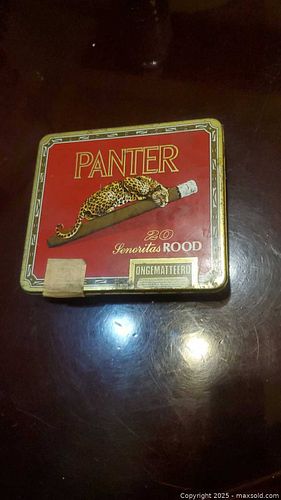 PANTER
20
Senoritas ROOD
ONGEMATTEERD
Copyright 2025 - maxsold.com